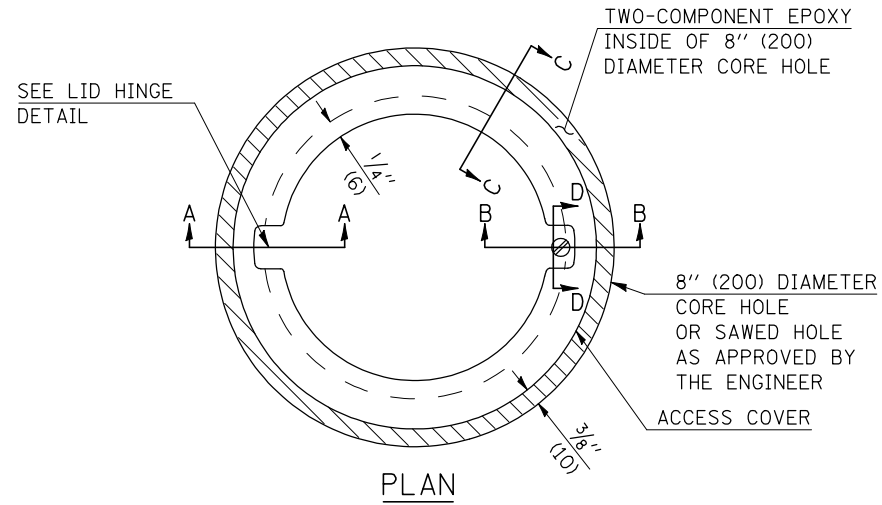 TWO-COMPONENT EPOXY
INSIDE OF 8" (200)
DIAMETER CORE HOLE
SEE LID HINGE
DETAIL
C
C
1/4"
(6)
A
A
B
B
D
D
8" (200) DIAMETER
CORE HOLE
OR SAWED HOLE
AS APPROVED BY
THE ENGINEER
ACCESS COVER
3/8"
(10)
PLAN